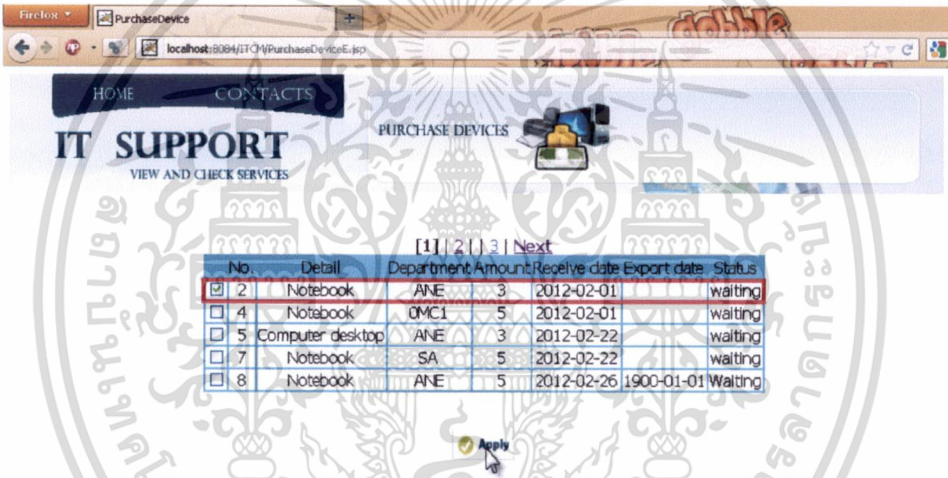 Firefox
PurchaseDevice
localhost:8084/ITCM/PurchaseDeviceE.jsp
HOME CONTACTS
IT SUPPORT
VIEW AND CHECK SERVICES
PURCHASE DEVICES
[1] | 2 | | 3 | Next
No. Detail Department Amount Receive date Export date Status
2 Notebook ANE 3 2012-02-01 waiting
4 Notebook 0MC1 5 2012-02-01 waiting
5 Computer desktop ANE 3 2012-02-22 waiting
7 Notebook SA 5 2012-02-22 waiting
8 Notebook ANE 5 2012-02-26 1900-01-01 Waiting
Apply